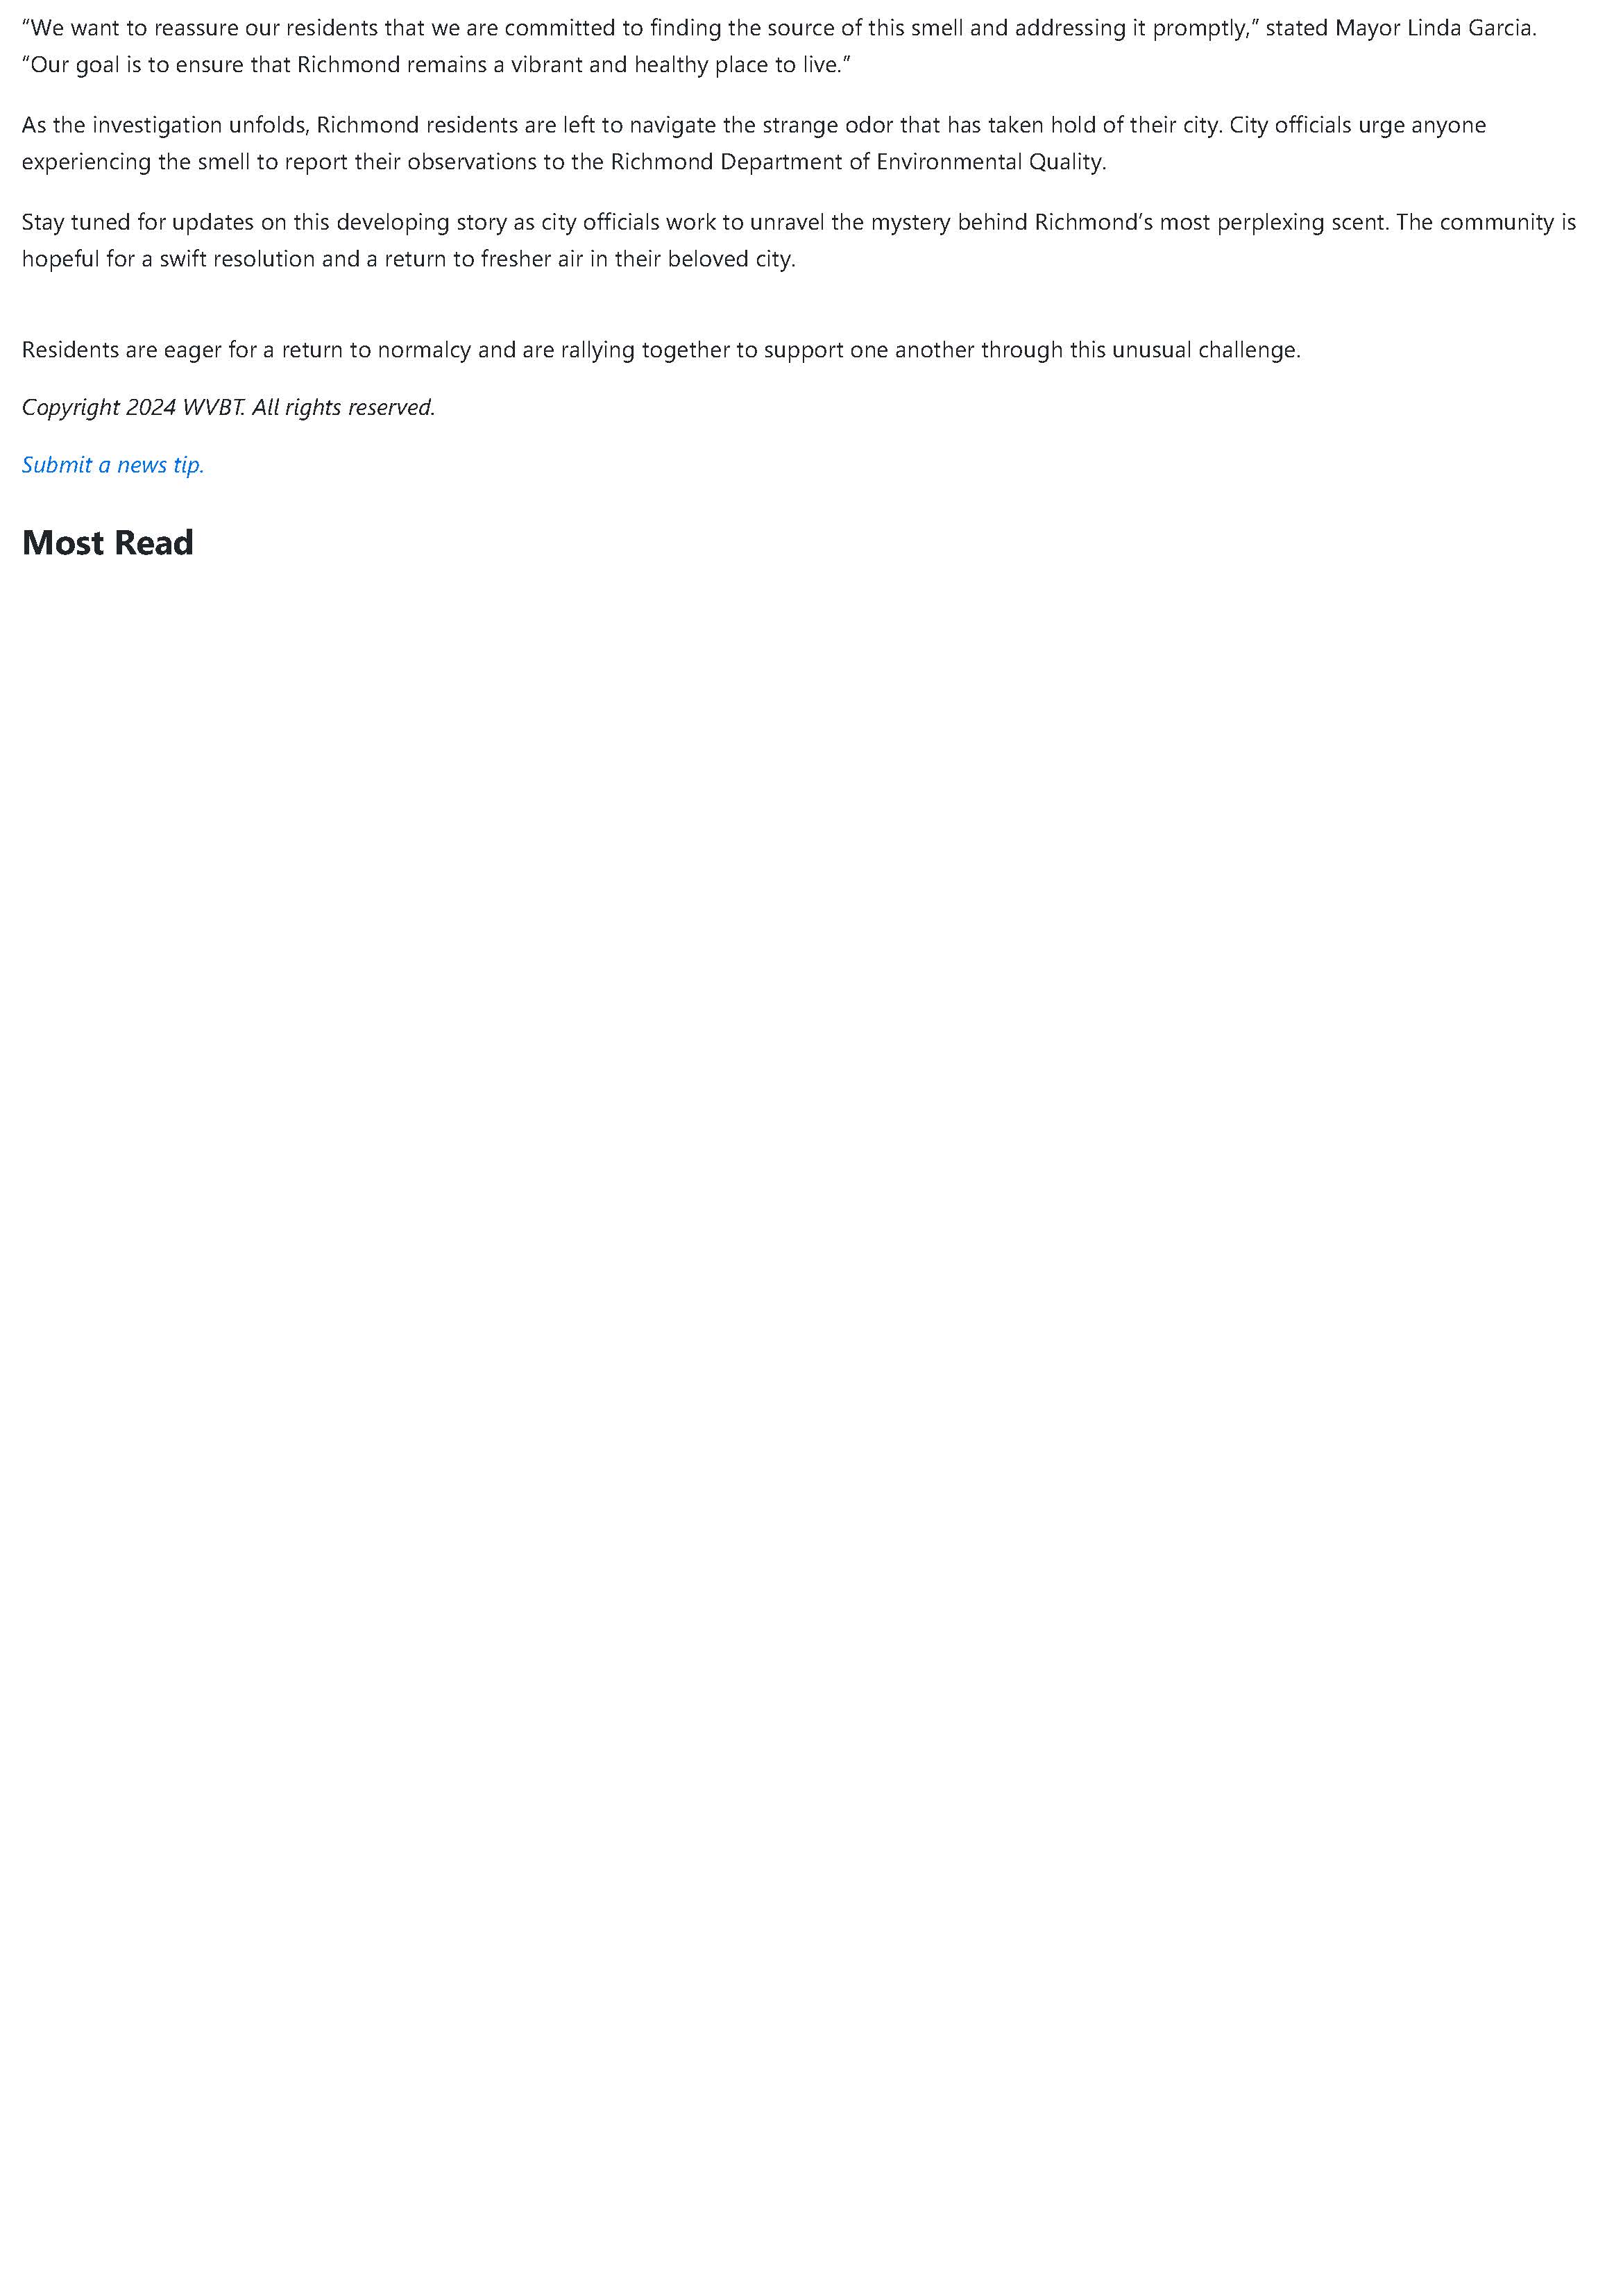 “We want to reassure our residents that we are committed to finding the source of this smell and addressing it promptly,” stated Mayor Linda Garcia.
“Our goal is to ensure that Richmond remains a vibrant and healthy place to live.”
As the investigation unfolds, Richmond residents are left to navigate the strange odor that has taken hold of their city. City officials urge anyone
experiencing the smell to report their observations to the Richmond Department of Environmental Quality.
Stay tuned for updates on this developing story as city officials work to unravel the mystery behind Richmond’s most perplexing scent. The community is
hopeful for a swift resolution and a return to fresher air in their beloved city.
Residents are eager for a return to normalcy and are rallying together to support one another through this unusual challenge.
Copyright 2024 WVBT. All rights reserved.
Submit a news tip.
Most Read